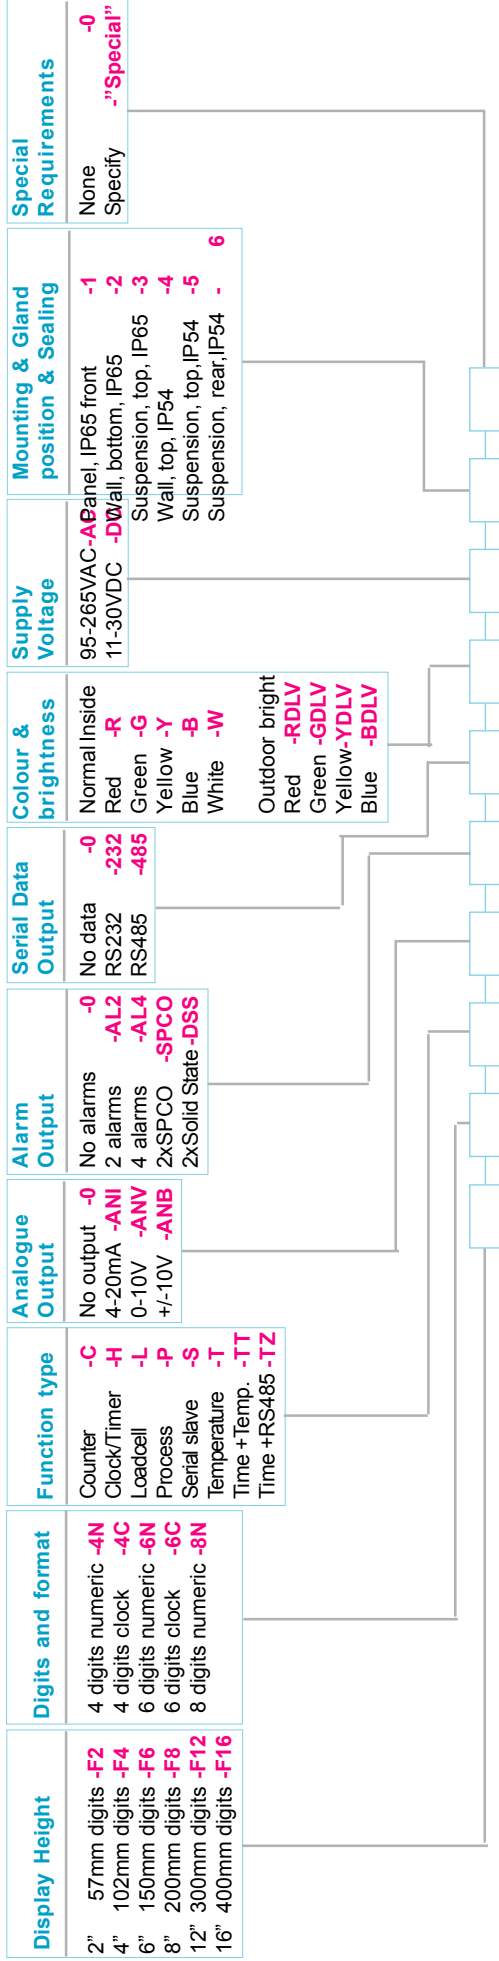 Display Height
2” 57mm digits -F2
4” 102mm digits -F4
6” 150mm digits -F6
8” 200mm digits -F8
12” 300mm digits -F12
16” 400mm digits -F16
Digits and format
4 digits numeric -4N
4 digits clock -4C
6 digits numeric -6N
6 digits clock -6C
8 digits numeric -8N
Function type
Counter -C
Clock/Timer -H
Loadcell -L
Process -P
Serial slave -S
Temperature -T
Time +Temp. -TT
Time +RS485 -TZ
Analogue
Output
No output -0
4-20mA -ANI
0-10V -ANV
+/-10V -ANB
Alarm
Output
No alarms -0
2 alarms -AL2
4 alarms -AL4
2xSPCO -SPCO
2xSolid State -DSS
Serial Data
Output
No data -0
RS232 -232
RS485 -485
Colour &
brightness
Normal Inside
Red -R
Green -G
Yellow -Y
Blue -B
White -W
Outdoor bright
Red -RDLV
Green -GDLV
Yellow-YDLV
Blue -BDLV
Supply
Voltage
95-265VAC-AC
11-30VDC -DC
Mounting & Gland
position & Sealing
Panel, IP65 front -1
Wall, bottom, IP65 -2
Suspension, top, IP65 -3
Wall, top, IP54 -4
Suspension, top,IP54 -5
Suspension, rear,IP54 - 6
Special
Requirements
None -0
Specify -”Special”